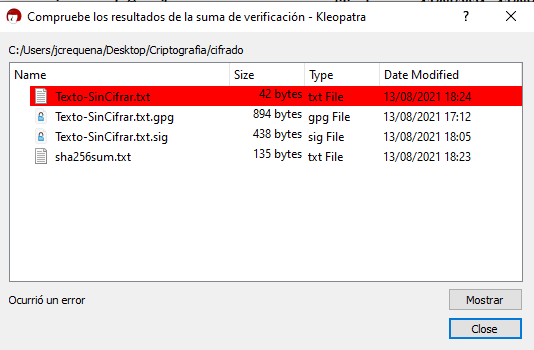 Compruebe los resultados de la suma de verificación - Kleopatra
C:/Users/jcrequena/Desktop/Criptografia/cifrado
Name Size Type Date Modified
Texto-SinCifrar.txt 42 bytes txt File 13/08/2021 18:24
Texto-SinCifrar.txt.gpg 894 bytes gpg File 13/08/2021 17:12
Texto-SinCifrar.txt.sig 438 bytes sig File 13/08/2021 18:05
sha256sum.txt 135 bytes txt File 13/08/2021 18:23
Ocurrió un error
Mostrar
Close